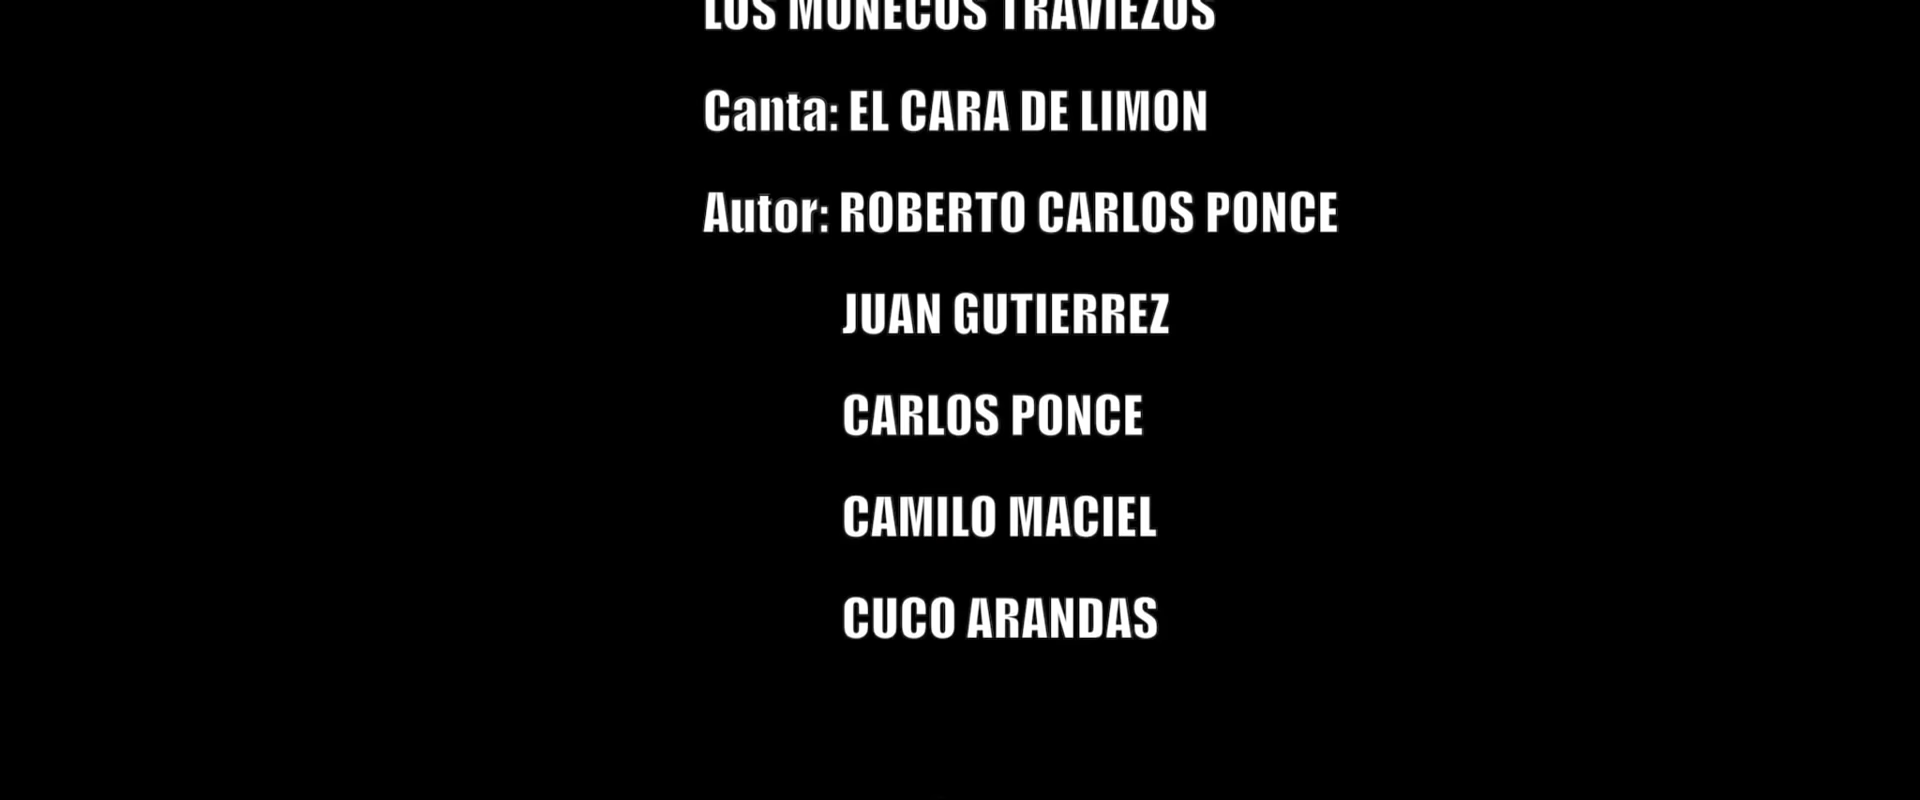 LOS MUNECOS TRAVIEZOS
Canta: EL CARA DE LIMON
Autor: ROBERTO CARLOS PONCE
JUAN GUTIERREZ
CARLOS PONCE
CAMILO MACIEL
CUCO ARANDAS